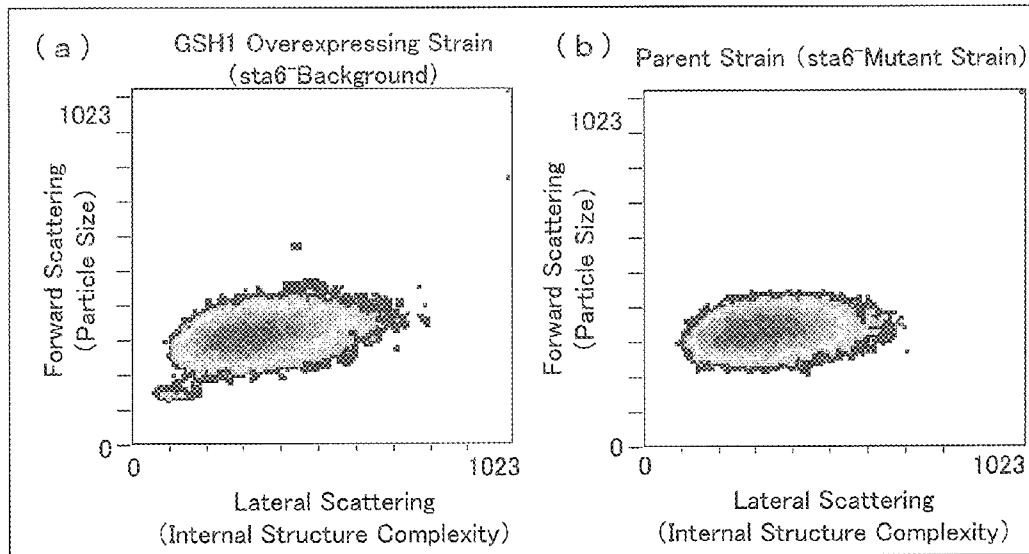 (a)
GSH1 Overexpressing Strain
(sta6⁻Background)
1023
Forward Scattering
(Particle Size)
0
0
1023
Lateral Scattering
(Internal Structure Complexity)
(b)
Parent Strain (sta6⁻Mutant Strain)
1023
Forward Scattering
(Particle Size)
0
0
1023
Lateral Scattering
(Internal Structure Complexity)